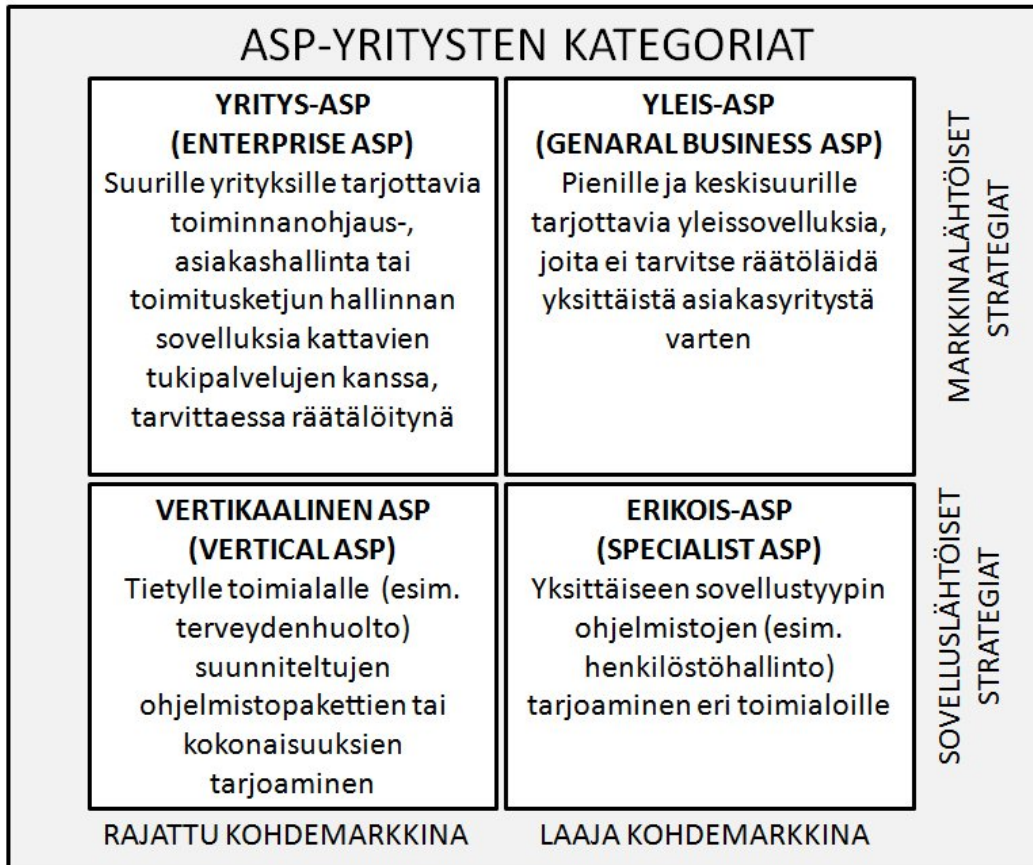 ASP-YRITYSTEN KATEGORIAT
YRITYS-ASP
(ENTERPRISE ASP)
Suurille yrityksille tarjottavia
toiminnanohjaus-,
asiakashallinta tai
toimitusketjun hallinnan
sovelluksia kattavien
tukipalvelujen kanssa,
tarvittaessa räätälöitynä
YLEIS-ASP
(GENARAL BUSINESS ASP)
Pienille ja keskisuurille
tarjottavia yleissovelluksia,
joita ei tarvitse räätöläidä
yksittäistä asiakasyritystä
varten
MARKKINALÄHTÖISET
STRATEGIAT
VERTIKAALINEN ASP
(VERTICAL ASP)
Tietylle toimialalle (esim.
terveydenhuolto)
suunniteltujen
ohjelmistopakettien tai
kokonaisuuksien
tarjoaminen
ERIKOIS-ASP
(SPECIALIST ASP)
Yksittäiseen sovellustyypin
ohjelmistojen (esim.
henkilöstöhallinto)
tarjoaminen eri toimialoille
SOVELLUSLÄHTÖISET
STRATEGIAT
RAJATTU KOHDEMARKKINA
LAAJA KOHDEMARKKINA